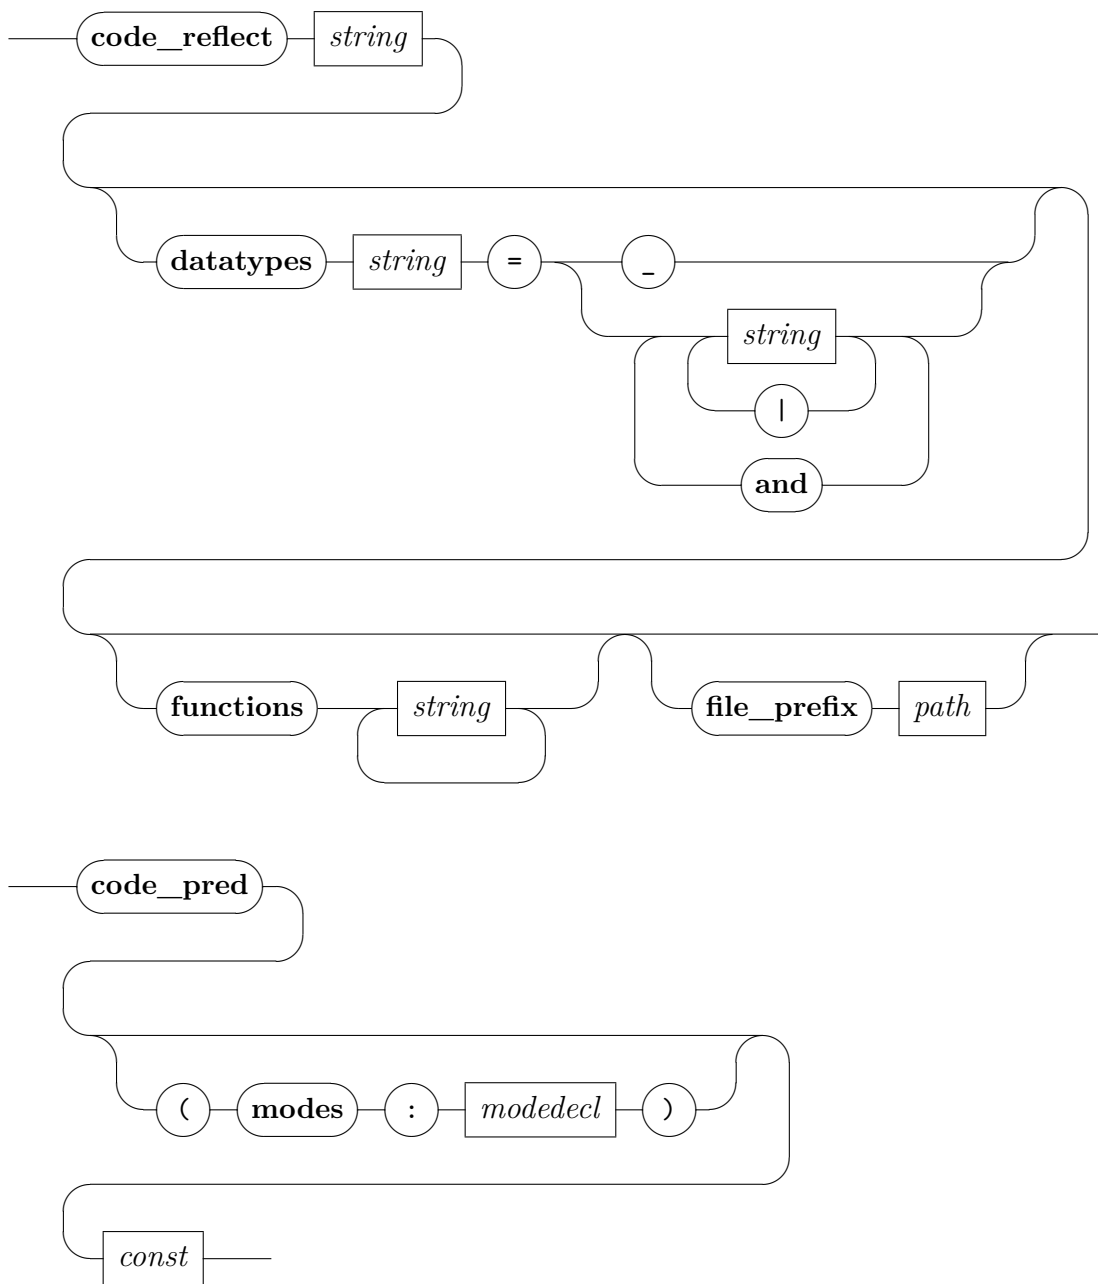 code_reflect string
datatypes string = _
string
|
and
functions string file_prefix path
code_pred
( modes : modedecl )
const